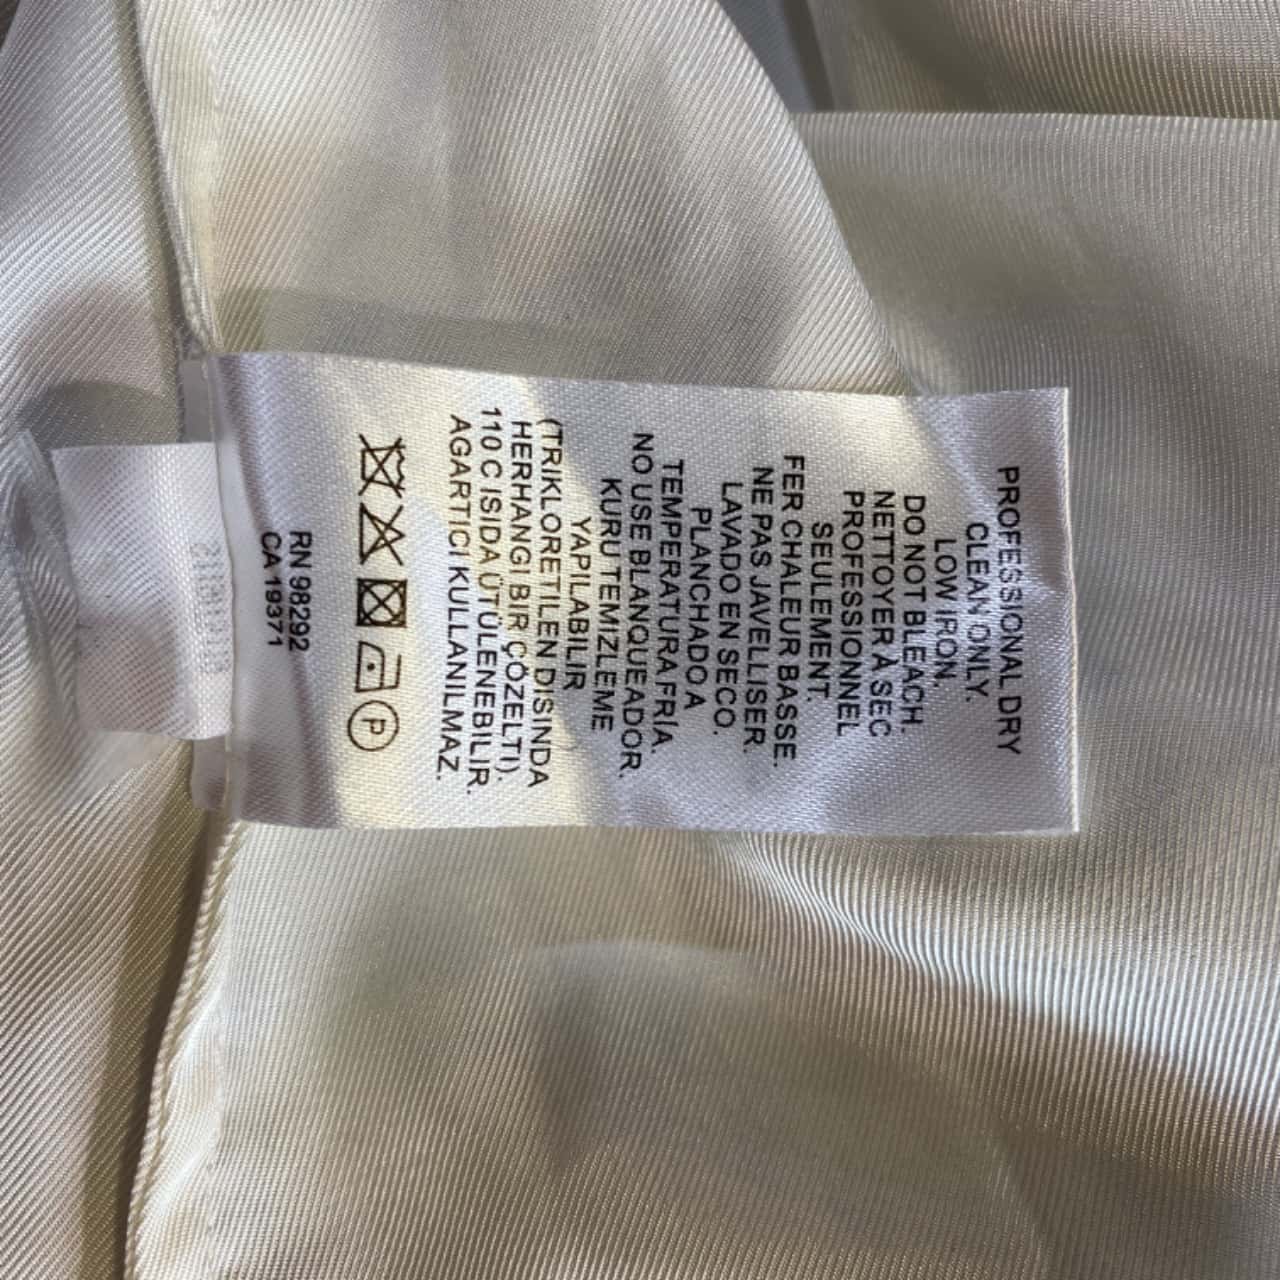 PROFESSIONAL DRY
CLEAN ONLY.
LOW IRON.
DO NOT BLEACH.
NETTOYER À SEC
PROFESSIONNEL
SEULEMENT.
FER CHALEUR BASSE.
NE PAS JAVELLISER.
LAVADO EN SECO.
PLANCHADO A
TEMPERATURA FRÍA.
NO USE BLANQUEADOR.
KURU TEMIZLEME
YAPILABILIR
(TRIKLORETILEN DISINDA
HERHANGI BIR ÇÖZELTI).
110 C ISIDA ÜTÜLENEBILIR.
AGARTICI KULLANILMAZ.
P
RN 98292
CA 19371